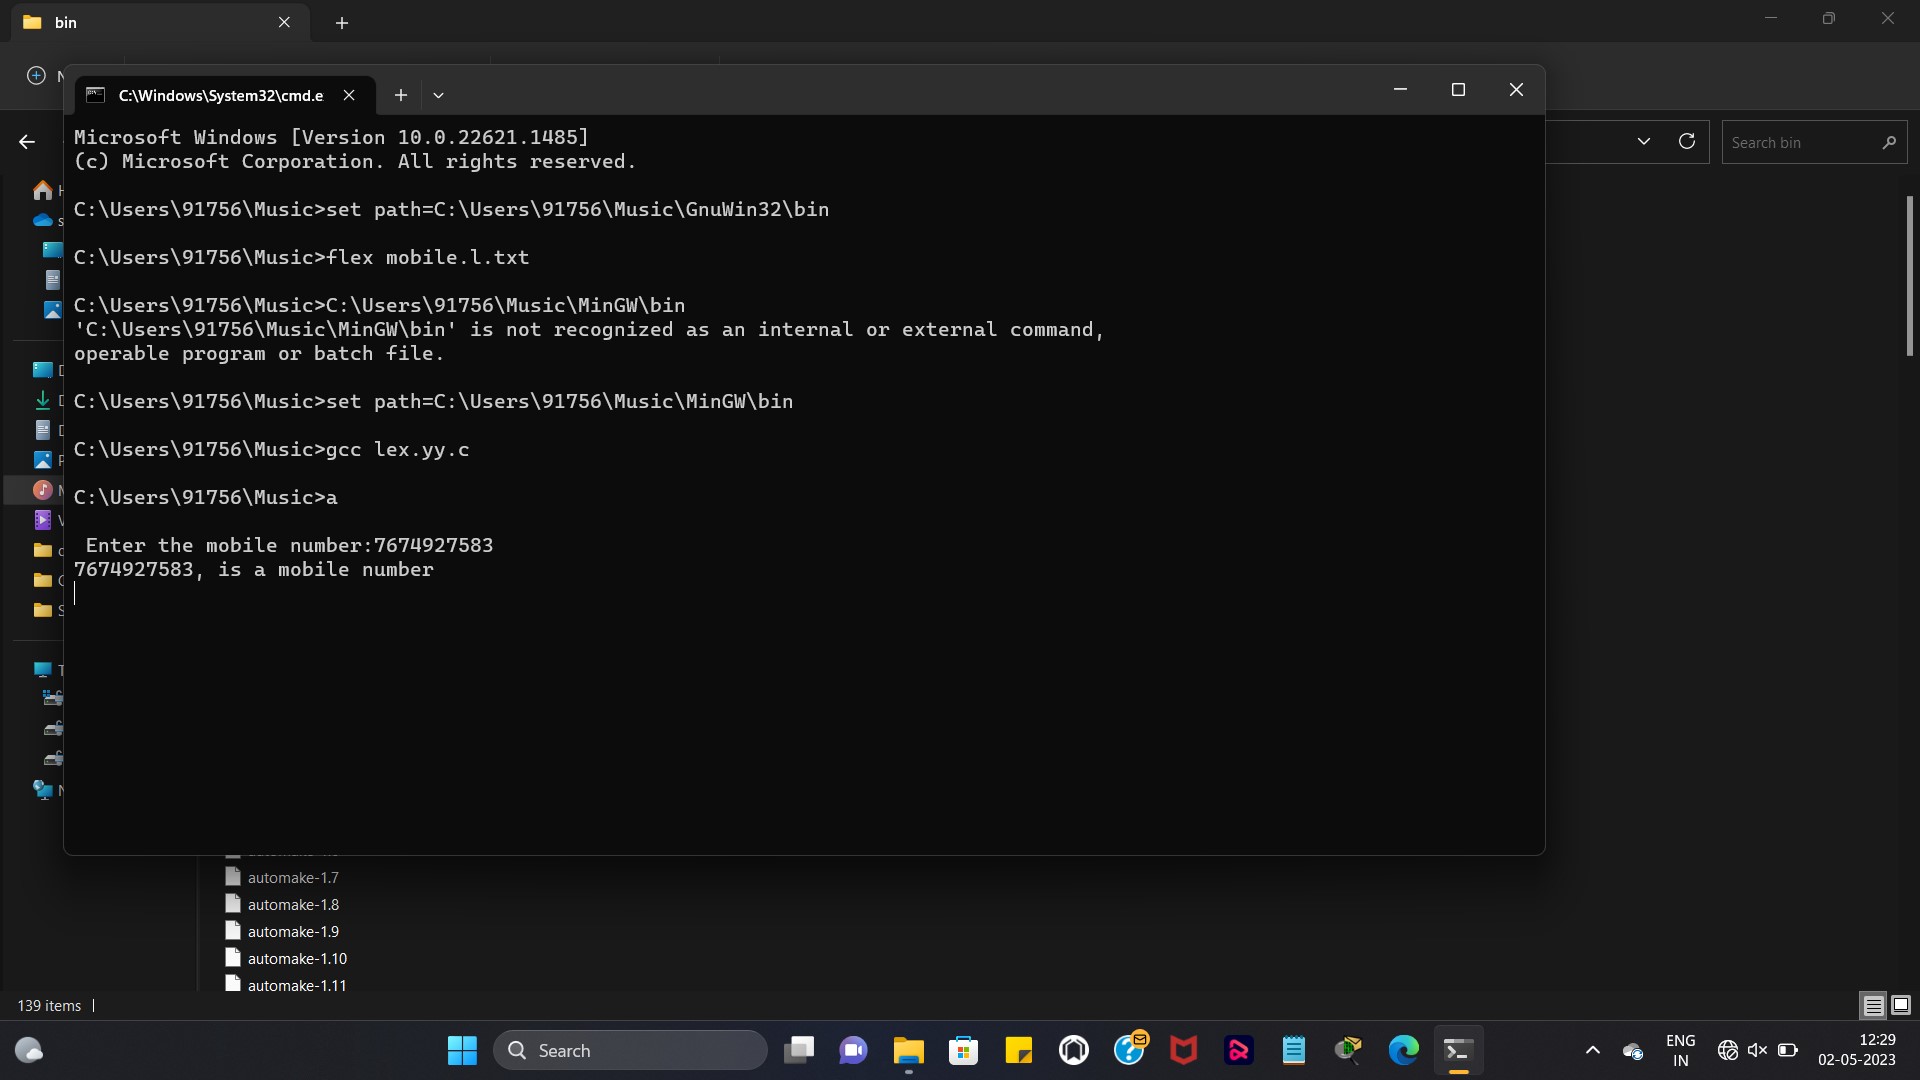 bin
C:\Windows\System32\cmd.e
Microsoft Windows [Version 10.0.22621.1485]
(c) Microsoft Corporation. All rights reserved.
C:\Users\91756\Music>set path=C:\Users\91756\Music\GnuWin32\bin
C:\Users\91756\Music>flex mobile.l.txt
C:\Users\91756\Music>C:\Users\91756\Music\MinGW\bin
'C:\Users\91756\Music\MinGW\bin' is not recognized as an internal or external command,
operable program or batch file.
C:\Users\91756\Music>set path=C:\Users\91756\Music\MinGW\bin
C:\Users\91756\Music>gcc lex.yy.c
C:\Users\91756\Music>a
Enter the mobile number:7674927583
7674927583, is a mobile number
Search bin
automake-1.7
automake-1.8
automake-1.9
automake-1.10
automake-1.11
139 items
Search
ENG
IN
12:29
02-05-2023